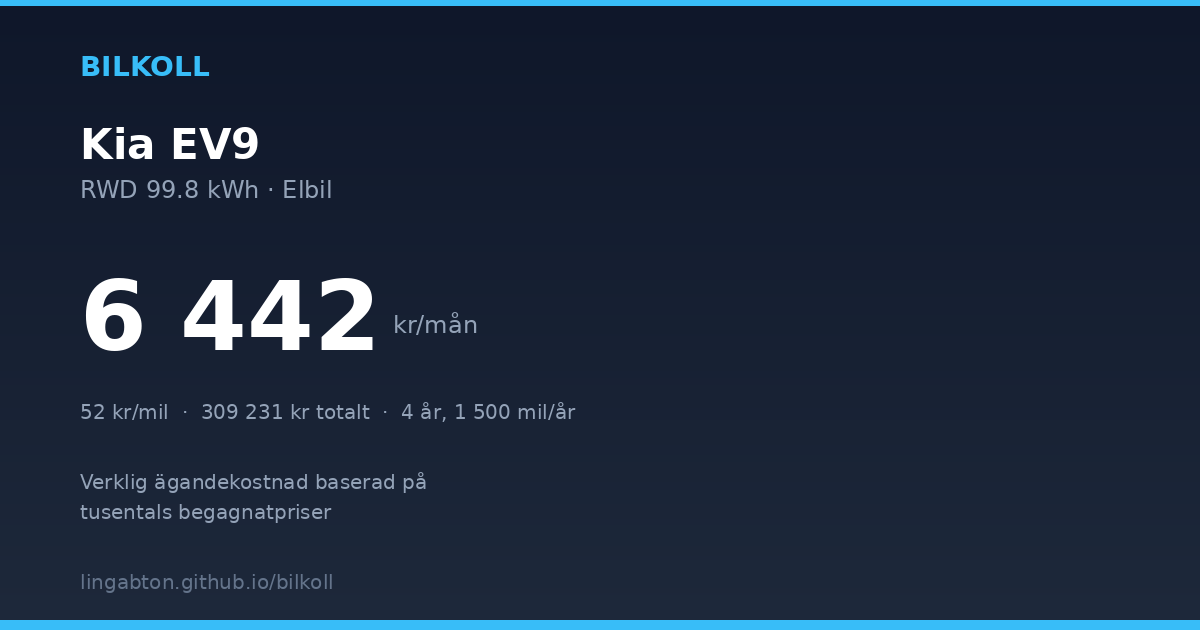 BILKOLL
Kia EV9
RWD 99.8 kWh · Elbil
6 442 kr/mån
52 kr/mil · 309 231 kr totalt · 4 år, 1 500 mil/år
Verklig ägandekostnad baserad på
tusentals begagnatpriser
lingabton.github.io/bilkoll